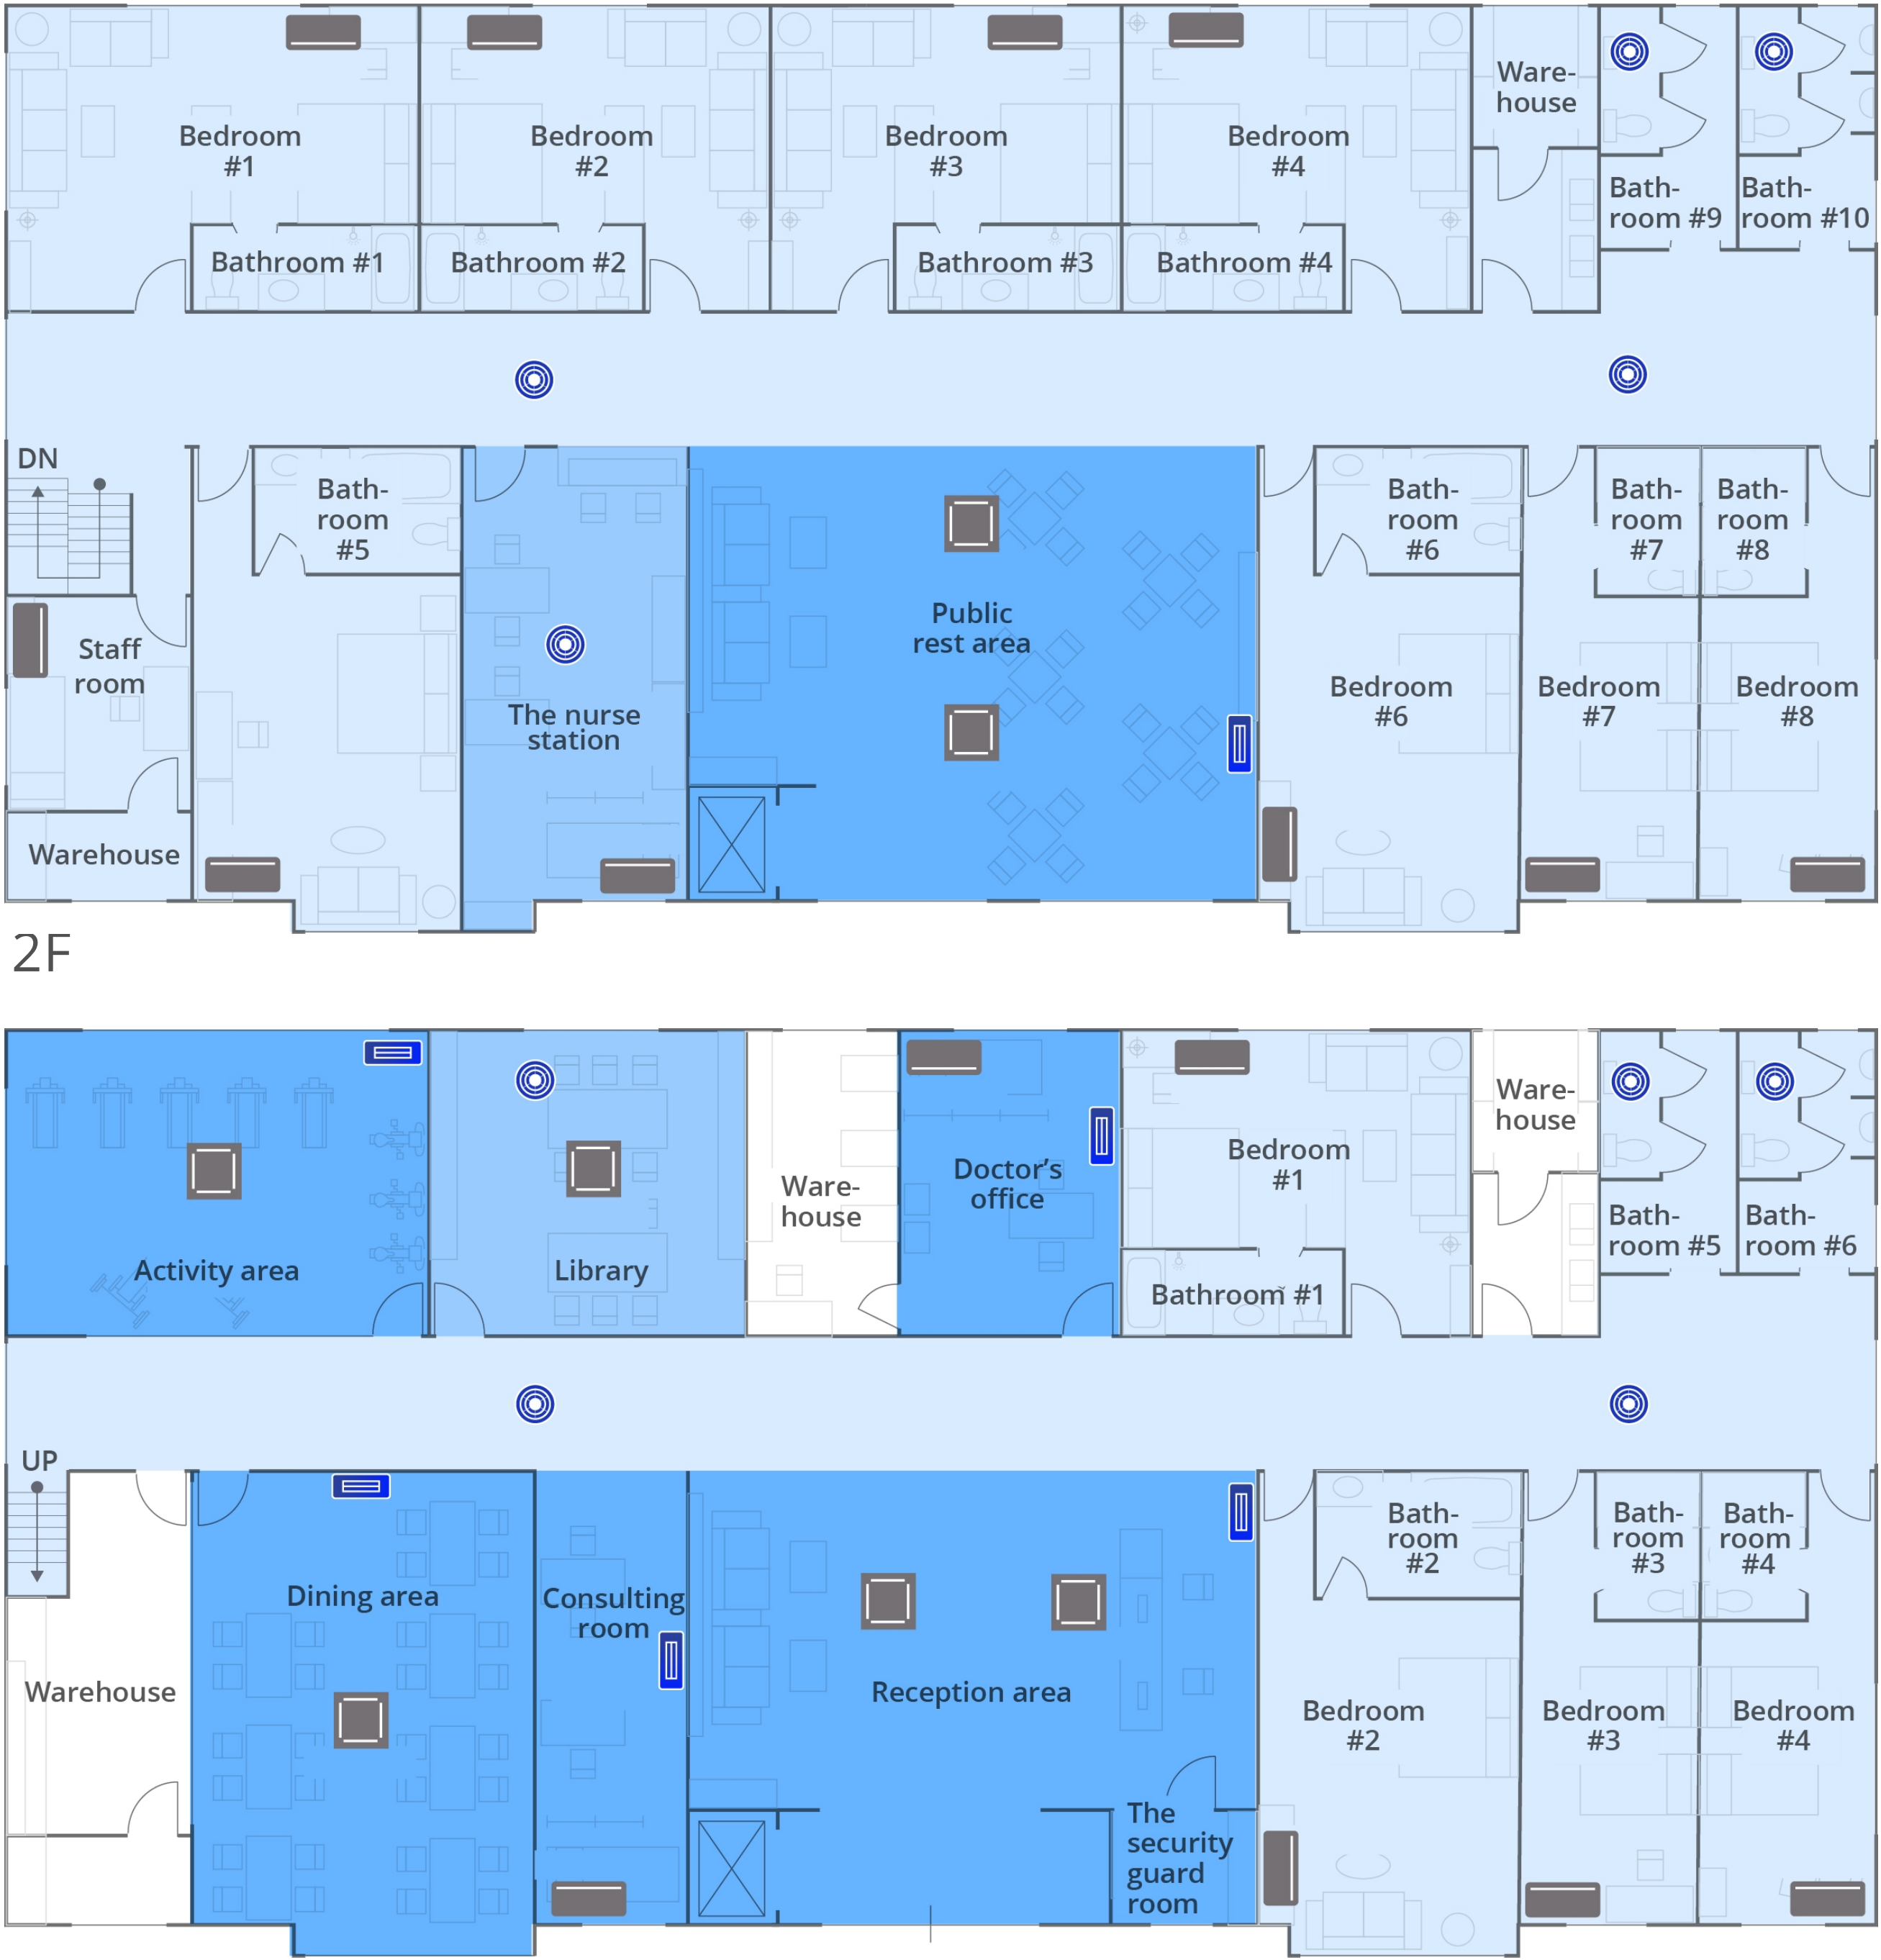 Bedroom
#1
Bedroom
#2
Bedroom
#3
Bedroom
#4
Ware-
house
Bath-
room #9
Bath-
room #10
Bathroom #1
Bathroom #2
Bathroom #3
Bathroom #4
DN
Bath-
room
#5
Bath-
room
#6
Bath-
room
#7
Bath-
room
#8
Staff
room
Public
rest area
The nurse
station
Bedroom
#6
Bedroom
#7
Bedroom
#8
Warehouse
2F
Activity area
Library
Ware-
house
Doctor's
office
Bedroom
#1
Ware-
house
Bath-
room #5
Bath-
room #6
Bathroom #1
UP
Dining area
Consulting
room
Bath-
room
#2
Bath-
room
#3
Bath-
room
#4
Warehouse
Reception area
Bedroom
#2
Bedroom
#3
Bedroom
#4
The
security
guard
room